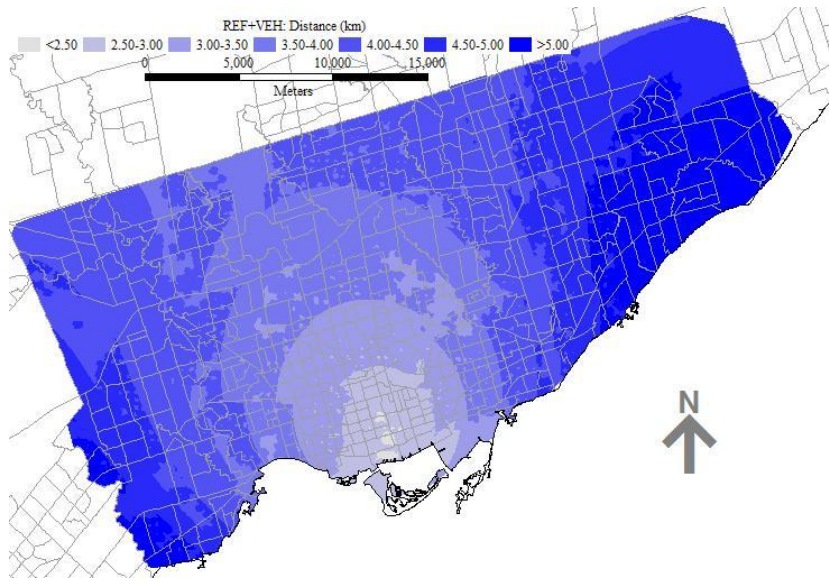 REF+VEH: Distance (km)
<2.50 2.50-3.00 3.00-3.50 3.50-4.00 4.00-4.50 4.50-5.00 >5.00
0 5,000 10,000 15,000
Meters
N